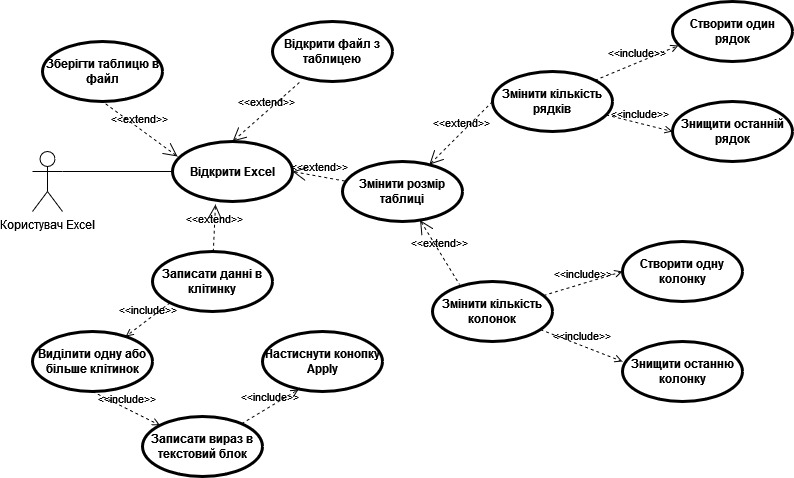 Зберігти таблицю в
файл
<<extend>>
Відкрити файл з
таблицею
<<extend>>
Створити один
рядок
<<include>>
Змінити кількість
рядків
<<include>>
Знищити останній
рядок
<<extend>>
Відкрити Excel
<<extend>>
Змінити розмір
таблиці
Користувач Excel
<<extend>>
<<extend>>
Записати данні в
клітинку
<<include>>
Виділити одну або
більше клітинок
<<include>>
Настиснути конопку
Apply
<<include>>
Записати вираз в
текстовий блок
Створити одну
колонку
<<include>>
Змінити кількість
колонок
<<include>>
Знищити останню
колонку